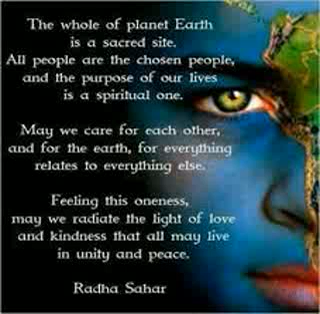 The whole of planet Earth
is a sacred site.
All people are the chosen people,
and the purpose of our lives
is a spiritual one.
May we care for each other,
and for the earth, for everything
relates to everything else.
Feeling this oneness,
may we radiate the light of love
and kindness that all may live
in unity and peace.
Radha Sahar